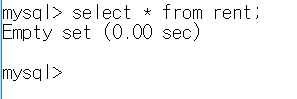 mysql> select * from rent;
Empty set (0.00 sec)
mysql>